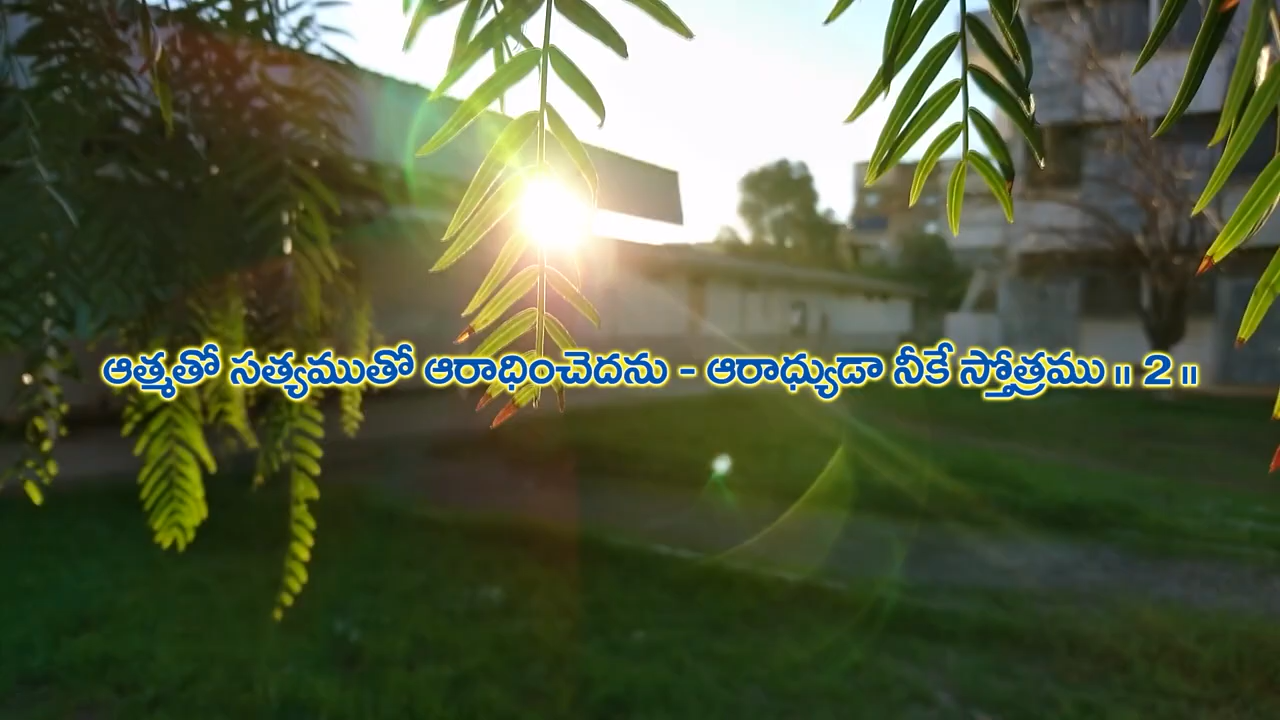 ఆత్మతో సత్యముతో ఆరాధించెదను - ఆరాధ్యుడా నీకే స్తోత్రము ॥ 2 ॥